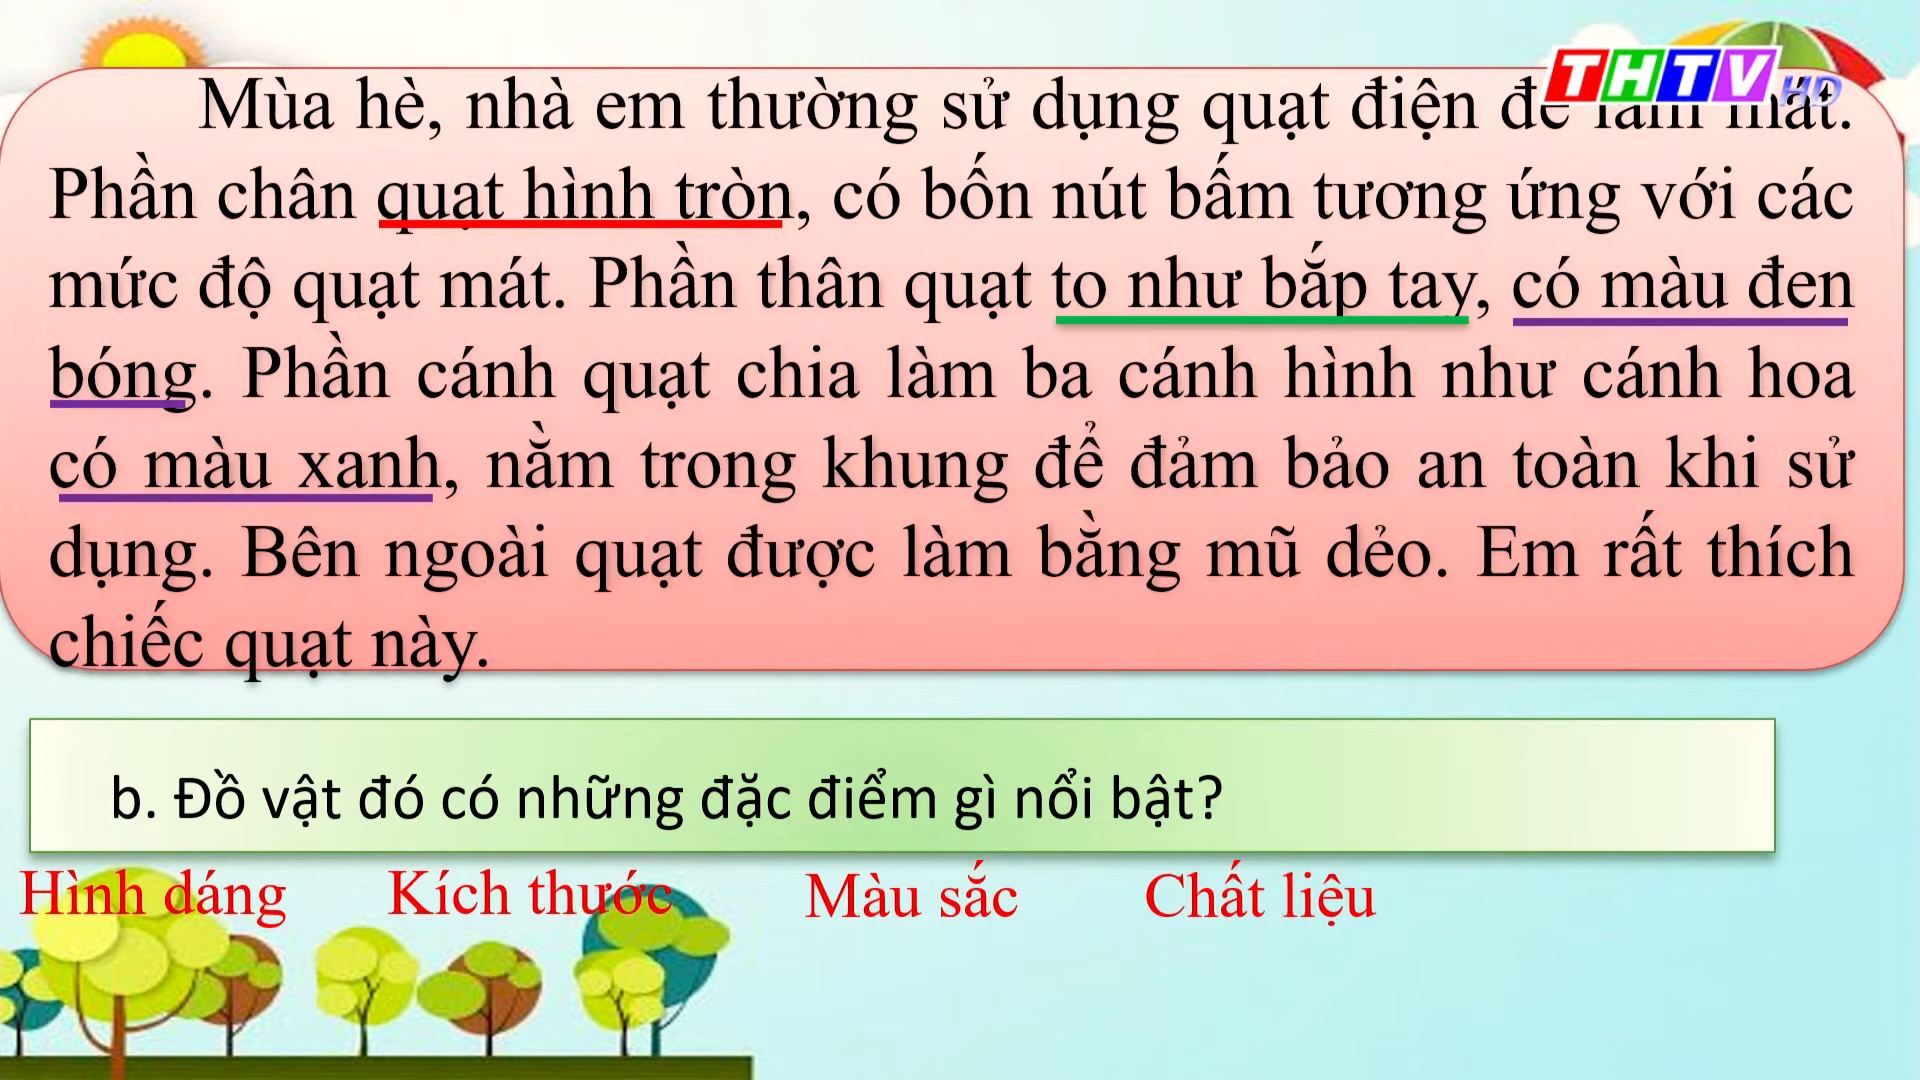 THTV HD
Mùa hè, nhà em thường sử dụng quạt điện để làm mát.
Phần chân quạt hình tròn, có bốn nút bấm tương ứng với các
mức độ quạt mát. Phần thân quạt to như bắp tay, có màu đen
bóng. Phần cánh quạt chia làm ba cánh hình như cánh hoa
có màu xanh, nằm trong khung để đảm bảo an toàn khi sử
dụng. Bên ngoài quạt được làm bằng mũ dẻo. Em rất thích
chiếc quạt này.
b. Đồ vật đó có những đặc điểm gì nổi bật?
Hình dáng Kích thước Màu sắc Chất liệu